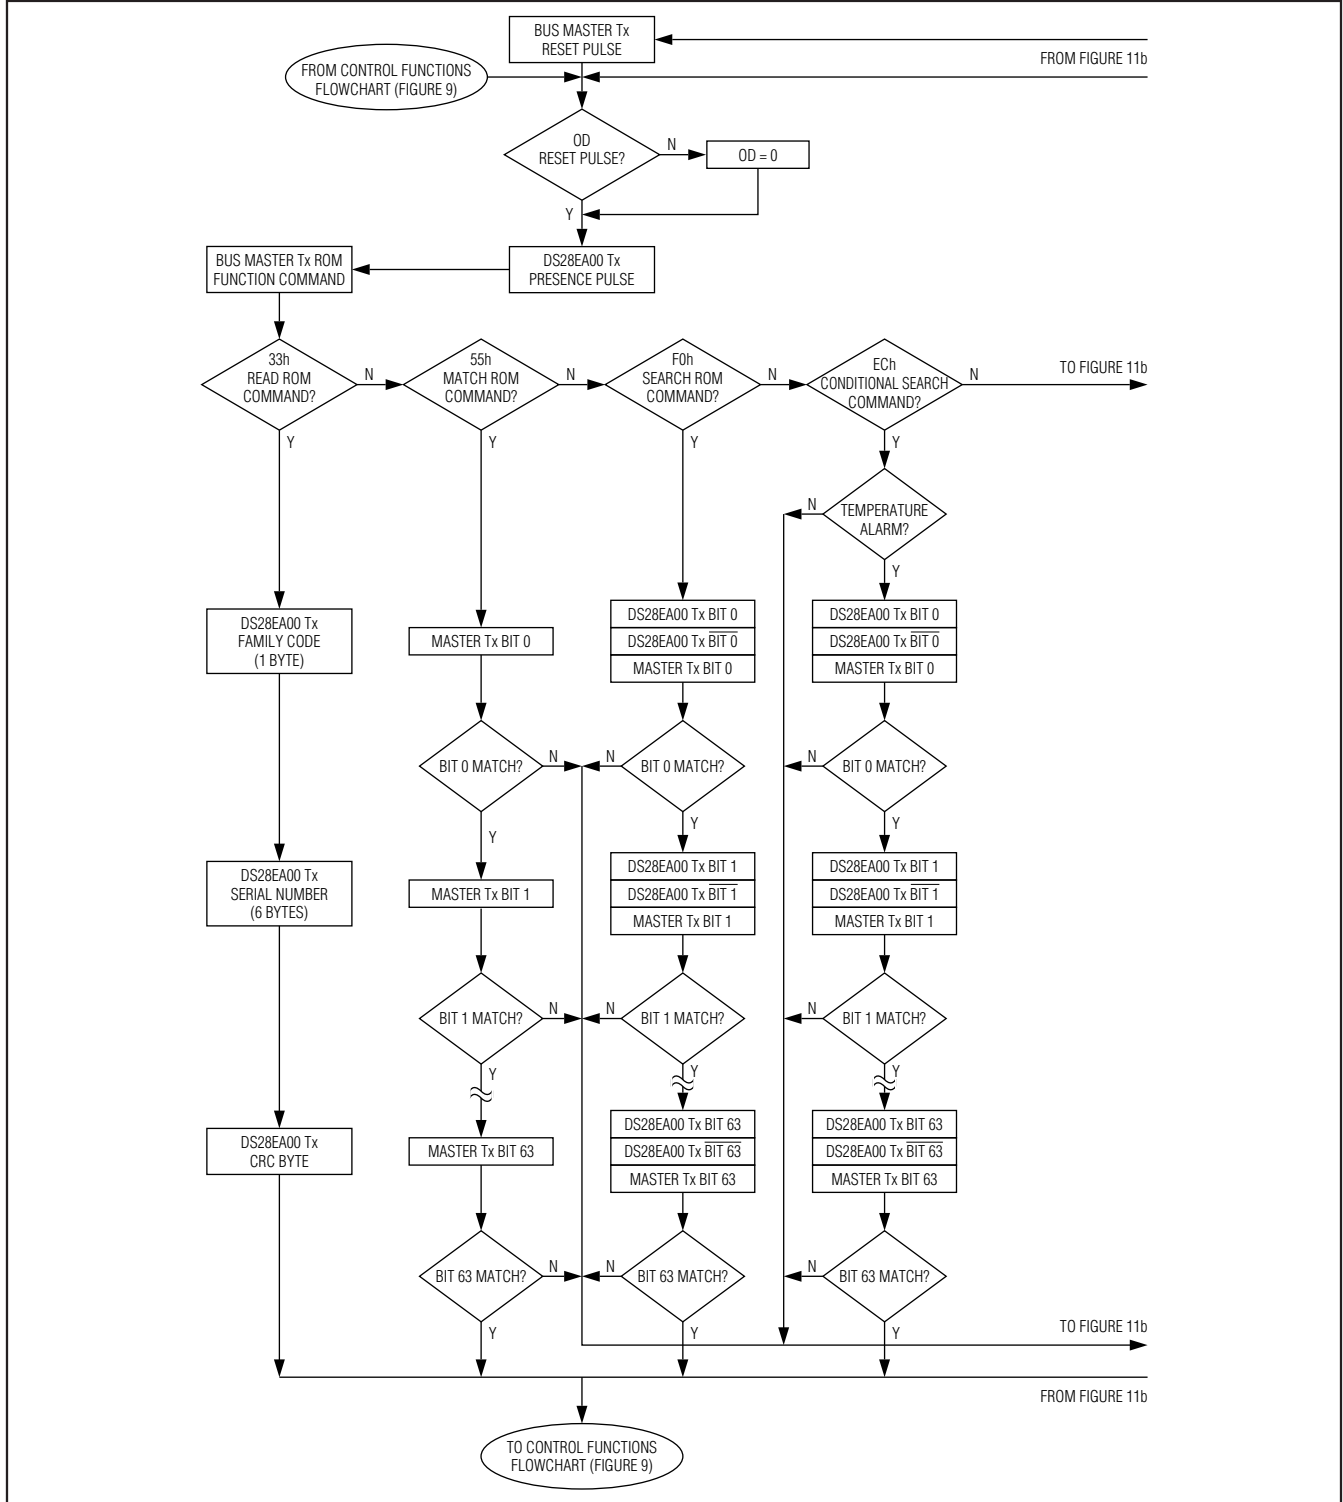 BUS MASTER Tx
RESET PULSE
FROM FIGURE 11b
FROM CONTROL FUNCTIONS
FLOWCHART (FIGURE 9)
OD
RESET PULSE?
N
OD = 0
Y
BUS MASTER Tx ROM
FUNCTION COMMAND
DS28EA00 Tx
PRESENCE PULSE
33h
READ ROM
COMMAND?
N
55h
MATCH ROM
COMMAND?
N
F0h
SEARCH ROM
COMMAND?
N
ECh
CONDITIONAL SEARCH
COMMAND?
N
TO FIGURE 11b
Y
Y
Y
Y
N
TEMPERATURE
ALARM?
Y
DS28EA00 Tx
FAMILY CODE
(1 BYTE)
MASTER Tx BIT 0
DS28EA00 Tx BIT 0
DS28EA00 Tx B̅I̅T̅ ̅0̅
MASTER Tx BIT 0
DS28EA00 Tx BIT 0
DS28EA00 Tx B̅I̅T̅ ̅0̅
MASTER Tx BIT 0
BIT 0 MATCH?
N
N
BIT 0 MATCH?
N
BIT 0 MATCH?
Y
Y
Y
DS28EA00 Tx
SERIAL NUMBER
(6 BYTES)
MASTER Tx BIT 1
DS28EA00 Tx BIT 1
DS28EA00 Tx B̅I̅T̅ ̅1̅
MASTER Tx BIT 1
DS28EA00 Tx BIT 1
DS28EA00 Tx B̅I̅T̅ ̅1̅
MASTER Tx BIT 1
BIT 1 MATCH?
N
N
BIT 1 MATCH?
N
BIT 1 MATCH?
Y
Y
Y
DS28EA00 Tx
CRC BYTE
MASTER Tx BIT 63
DS28EA00 Tx BIT 63
DS28EA00 Tx B̅I̅T̅ ̅6̅3̅
MASTER Tx BIT 63
DS28EA00 Tx BIT 63
DS28EA00 Tx B̅I̅T̅ ̅6̅3̅
MASTER Tx BIT 63
BIT 63 MATCH?
N
N
BIT 63 MATCH?
N
BIT 63 MATCH?
Y
Y
Y
TO FIGURE 11b
FROM FIGURE 11b
TO CONTROL FUNCTIONS
FLOWCHART (FIGURE 9)